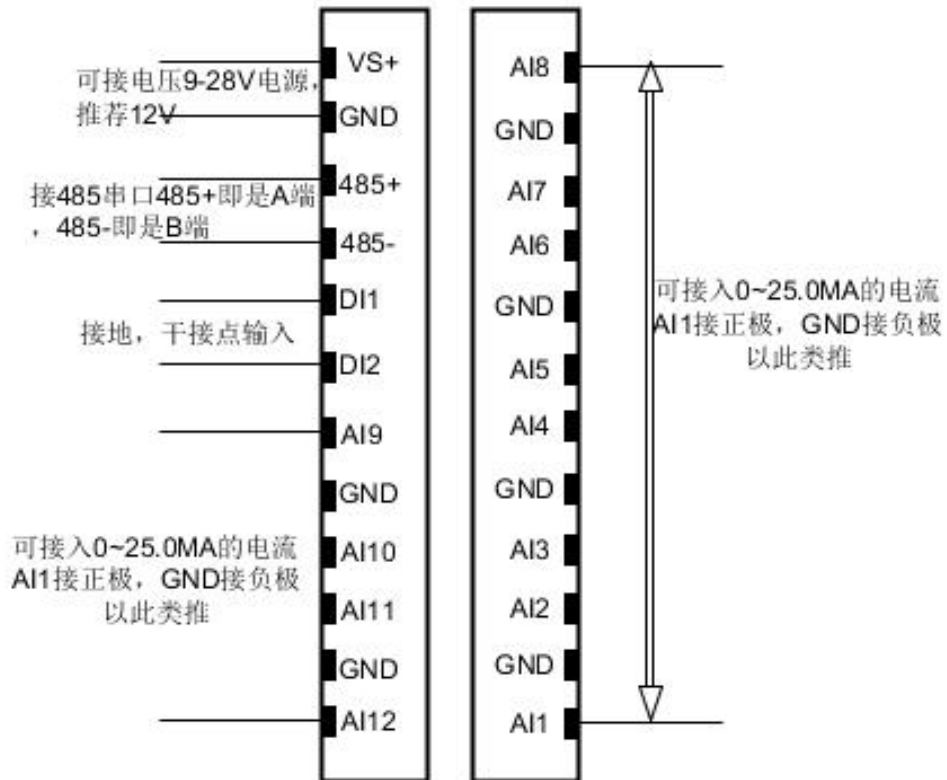 可接电压9-28V电源，
推荐12V
接485串口485+即是A端
，485-即是B端
接地，干接点输入
可接入0~25.0MA的电流
AI1接正极，GND接负极
以此类推
VS+
GND
485+
485-
DI1
DI2
AI9
GND
AI10
AI11
GND
AI12
AI8
GND
AI7
AI6
GND
AI5
AI4
GND
AI3
AI2
GND
AI1
可接入0~25.0MA的电流
AI1接正极，GND接负极
以此类推